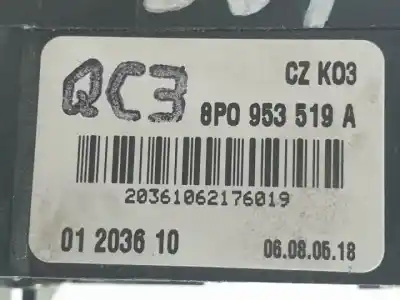 QC3
CZ K03
8P0 953 519 A
20361062176019
01 2036 10
06.08.05.18